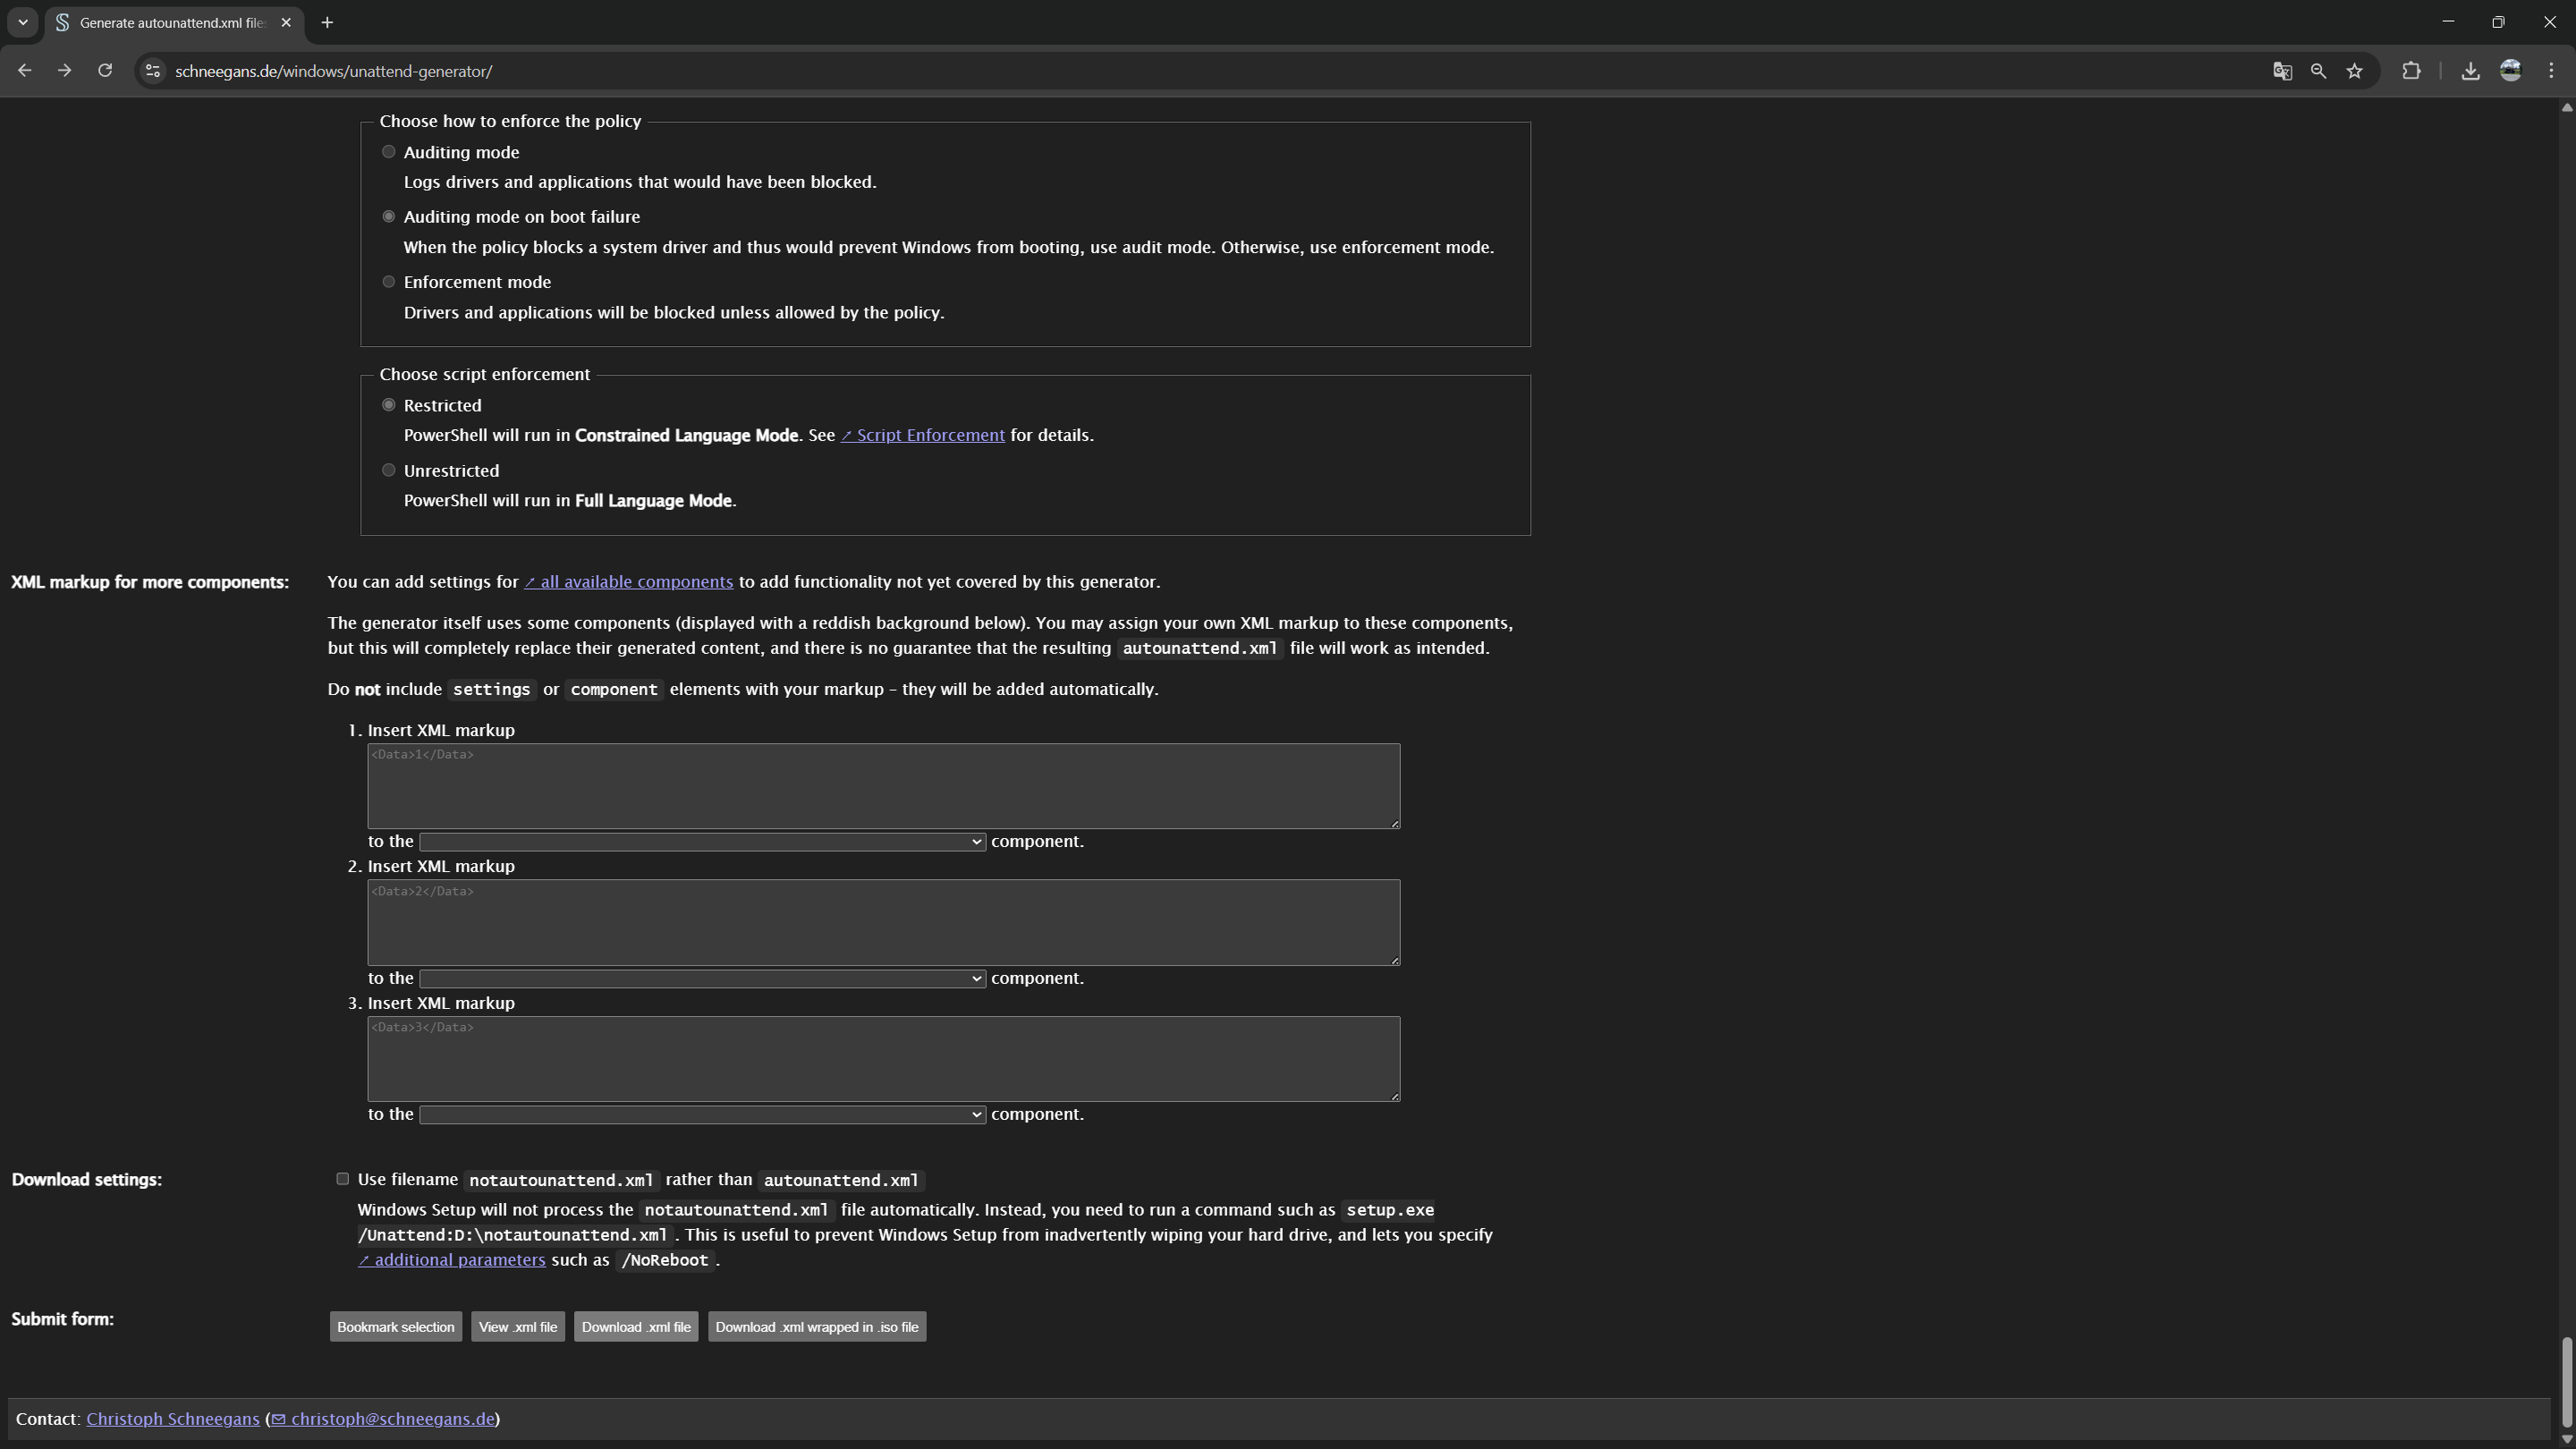 Generate autounattend.xml file
schneegans.de/windows/unattend-generator/
Choose how to enforce the policy
Auditing mode
Logs drivers and applications that would have been blocked.
Auditing mode on boot failure
When the policy blocks a system driver and thus would prevent Windows from booting, use audit mode. Otherwise, use enforcement mode.
Enforcement mode
Drivers and applications will be blocked unless allowed by the policy.
Choose script enforcement
Restricted
PowerShell will run in Constrained Language Mode. See ↗ Script Enforcement for details.
Unrestricted
PowerShell will run in Full Language Mode.
XML markup for more components:
You can add settings for ↗ all available components to add functionality not yet covered by this generator.
The generator itself uses some components (displayed with a reddish background below). You may assign your own XML markup to these components,
but this will completely replace their generated content, and there is no guarantee that the resulting autounattend.xml file will work as intended.
Do not include settings or component elements with your markup – they will be added automatically.
1. Insert XML markup
<Data>1</Data>
to the component.
2. Insert XML markup
<Data>2</Data>
to the component.
3. Insert XML markup
<Data>3</Data>
to the component.
Download settings:
Use filename notautounattend.xml rather than autounattend.xml
Windows Setup will not process the notautounattend.xml file automatically. Instead, you need to run a command such as setup.exe
/Unattend:D:\notautounattend.xml . This is useful to prevent Windows Setup from inadvertently wiping your hard drive, and lets you specify
↗ additional parameters such as /NoReboot .
Submit form:
Bookmark selection
View .xml file
Download .xml file
Download .xml wrapped in .iso file
Contact: Christoph Schneegans (✉ christoph@schneegans.de)